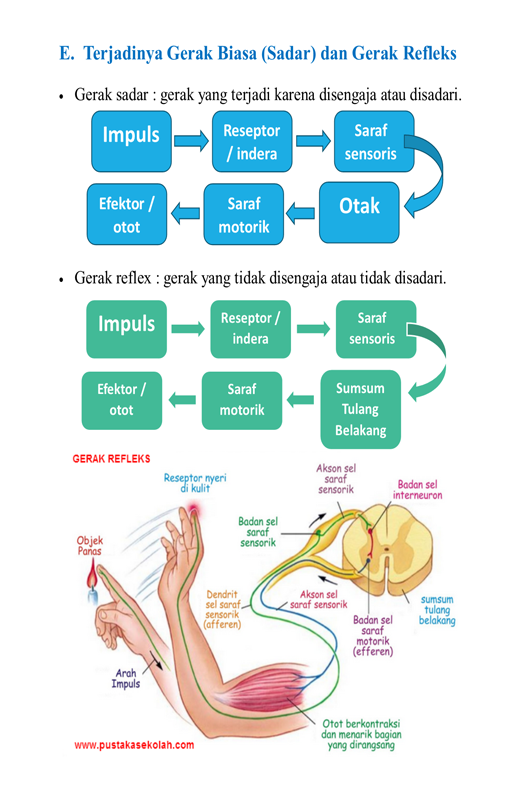 E. Terjadinya Gerak Biasa (Sadar) dan Gerak Refleks
• Gerak sadar : gerak yang terjadi karena disengaja atau disadari.
Impuls
Reseptor
/ indera
Saraf
sensoris
Efektor /
otot
Saraf
motorik
Otak
• Gerak reflex : gerak yang tidak disengaja atau tidak disadari.
Impuls
Reseptor /
indera
Saraf
sensoris
Efektor /
otot
Saraf
motorik
Sumsum
Tulang
Belakang
GERAK REFLEKS
Reseptor nyeri
di kulit
Akson sel
saraf
sensorik
Badan sel
interneuron
Badan sel
saraf
sensorik
Objek
Panas
Dendrit
sel saraf
sensorik
(afferen)
Akson sel
saraf sensorik
Badan sel
saraf
motorik
(efferen)
sumsum
tulang
belakang
Arah
Impuls
Otot berkontraksi
dan menarik bagian
yang dirangsang
www.pustakasekolah.com